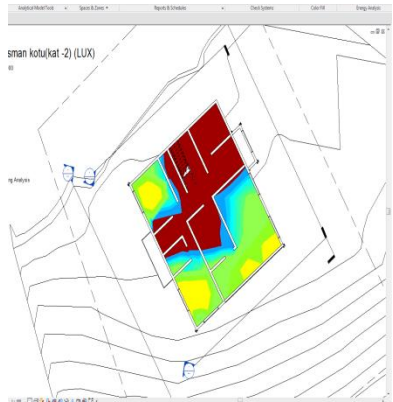 Analytical Model Tools
Spaces & Zones
Reports & Schedules
Check Systems
Color Fill
Energy Analysis
sman kotu(kat -2) (LUX)
ng Analysis